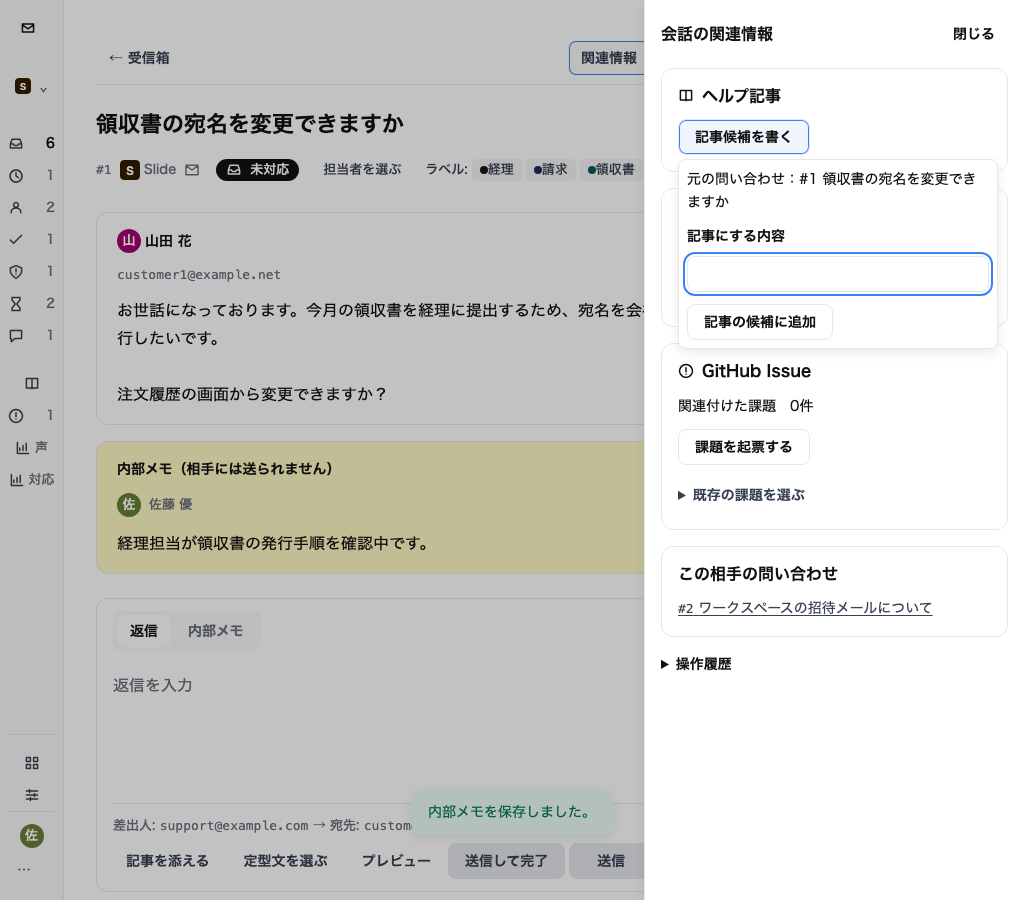 S
6
1
2
1
1
2
1
1
声
対応
佐
…
← 受信箱
関連情報
領収書の宛名を変更できますか
#1 S Slide 未対応 担当者を選ぶ ラベル: 経理 請求 領収書
山 山田 花
customer1@example.net
お世話になっております。今月の領収書を経理に提出するため、宛名を会
行したいです。
注文履歴の画面から変更できますか？
内部メモ（相手には送られません）
佐 佐藤 優
経理担当が領収書の発行手順を確認中です。
返信 内部メモ
返信を入力
内部メモを保存しました。
差出人: support@example.com → 宛先: custom
記事を添える 定型文を選ぶ プレビュー 送信して完了 送信
会話の関連情報 閉じる
ヘルプ記事
記事候補を書く
元の問い合わせ：#1 領収書の宛名を変更でき
ますか
記事にする内容
記事の候補に追加
GitHub Issue
関連付けた課題 0件
課題を起票する
▶ 既存の課題を選ぶ
この相手の問い合わせ
#2 ワークスペースの招待メールについて
▶ 操作履歴